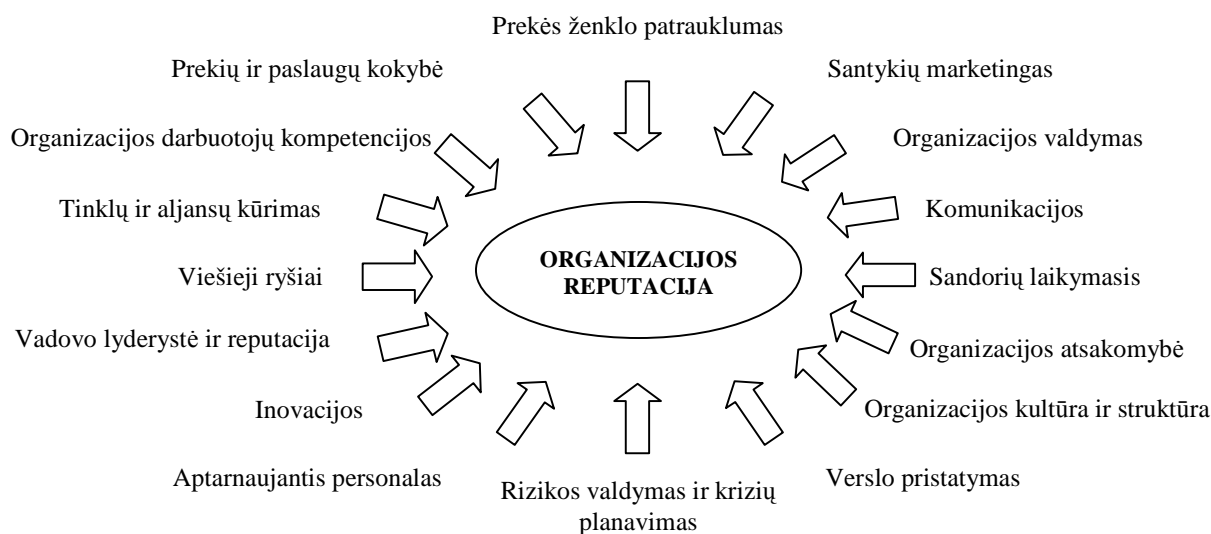 Prekės ženklo patrauklumas
Prekių ir paslaugų kokybė
Santykių marketingas
Organizacijos darbuotojų kompetencijos
Organizacijos valdymas
Tinklų ir aljansų kūrimas
Komunikacijos
ORGANIZACIJOS
REPUTACIJA
Viešieji ryšiai
Sandorių laikymasis
Vadovo lyderystė ir reputacija
Organizacijos atsakomybė
Inovacijos
Organizacijos kultūra ir struktūra
Aptarnaujantis personalas
Rizikos valdymas ir krizių
planavimas
Verslo pristatymas